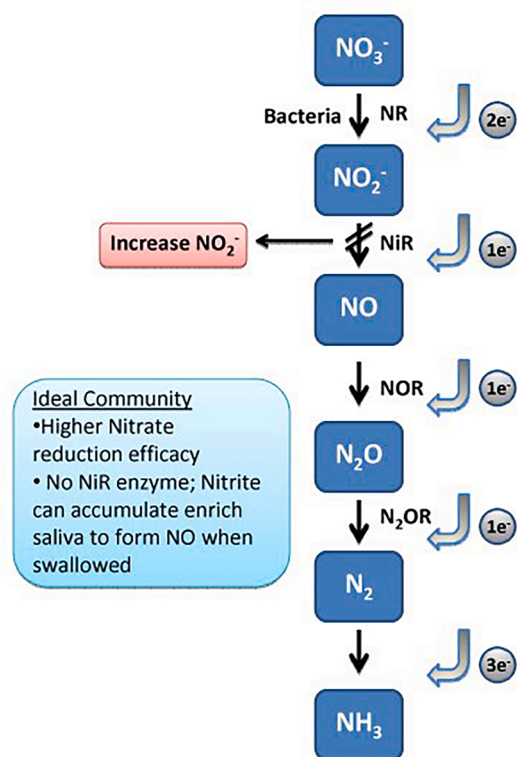 NO₃⁻
Bacteria NR 2e⁻
NO₂⁻
Increase NO₂⁻ NiR 1e⁻
NO
NOR 1e⁻
Ideal Community
•Higher Nitrate
reduction efficacy
• No NiR enzyme; Nitrite
can accumulate enrich
saliva to form NO when
swallowed
N₂O
N₂OR 1e⁻
N₂
3e⁻
NH₃